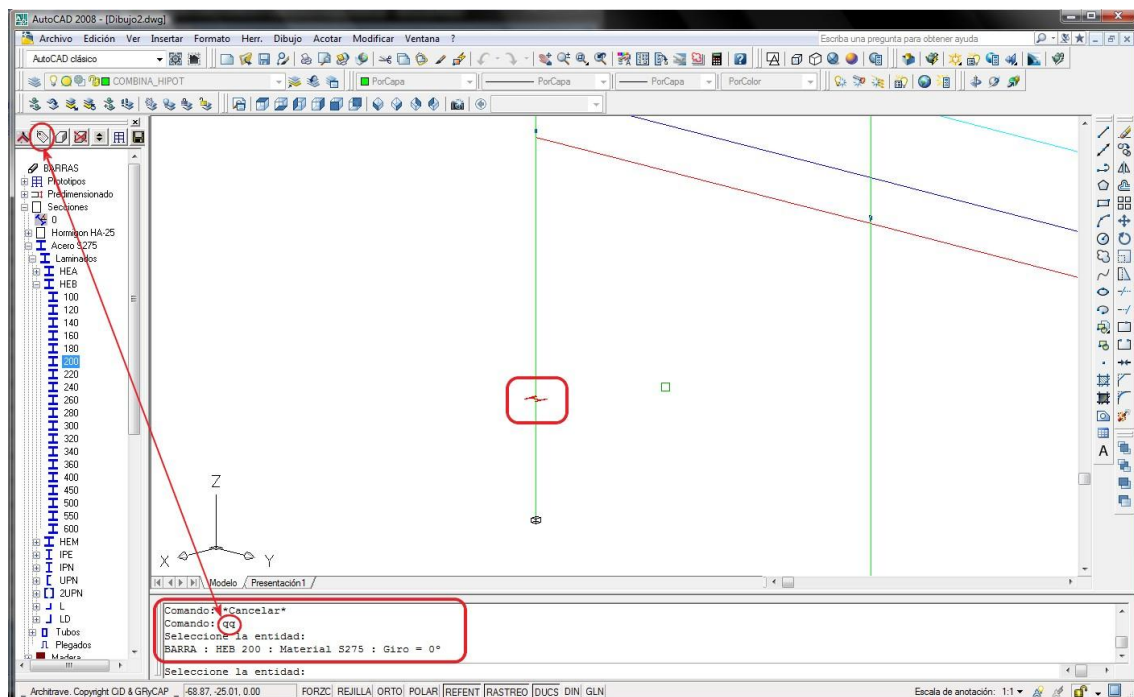 AutoCAD 2008 - [Dibujo2.dwg]
Archivo Edición Ver Insertar Formato Herr. Dibujo Acotar Modificar Ventana ?
Escriba una pregunta para obtener ayuda
AutoCAD clásico
COMBINA_HIPOT
PorCapa
PorCapa
PorCapa
PorColor
BARRAS
Prototipos
Predimensionado
Secciones
0
Hormigon HA-25
Acero S275
Laminados
HEA
HEB
100
120
140
160
180
200
220
240
260
280
300
320
340
360
400
450
500
550
600
HEM
IPE
IPN
UPN
2UPN
L
LD
Tubos
Plegados
Madera
Z
X
Y
A
Modelo
Presentación1
Comando: *Cancelar*
Comando: qq
Seleccione la entidad:
BARRA : HEB 200 : Material S275 : Giro = 0º
Seleccione la entidad:
_ Architrave. Copyright CiD & GRyCAP _ -68.87, -25.01, 0.00 FORZC REJILLA ORTO POLAR REFENT RASTREO DUCS DIN GLN Escala de anotación: 1:1